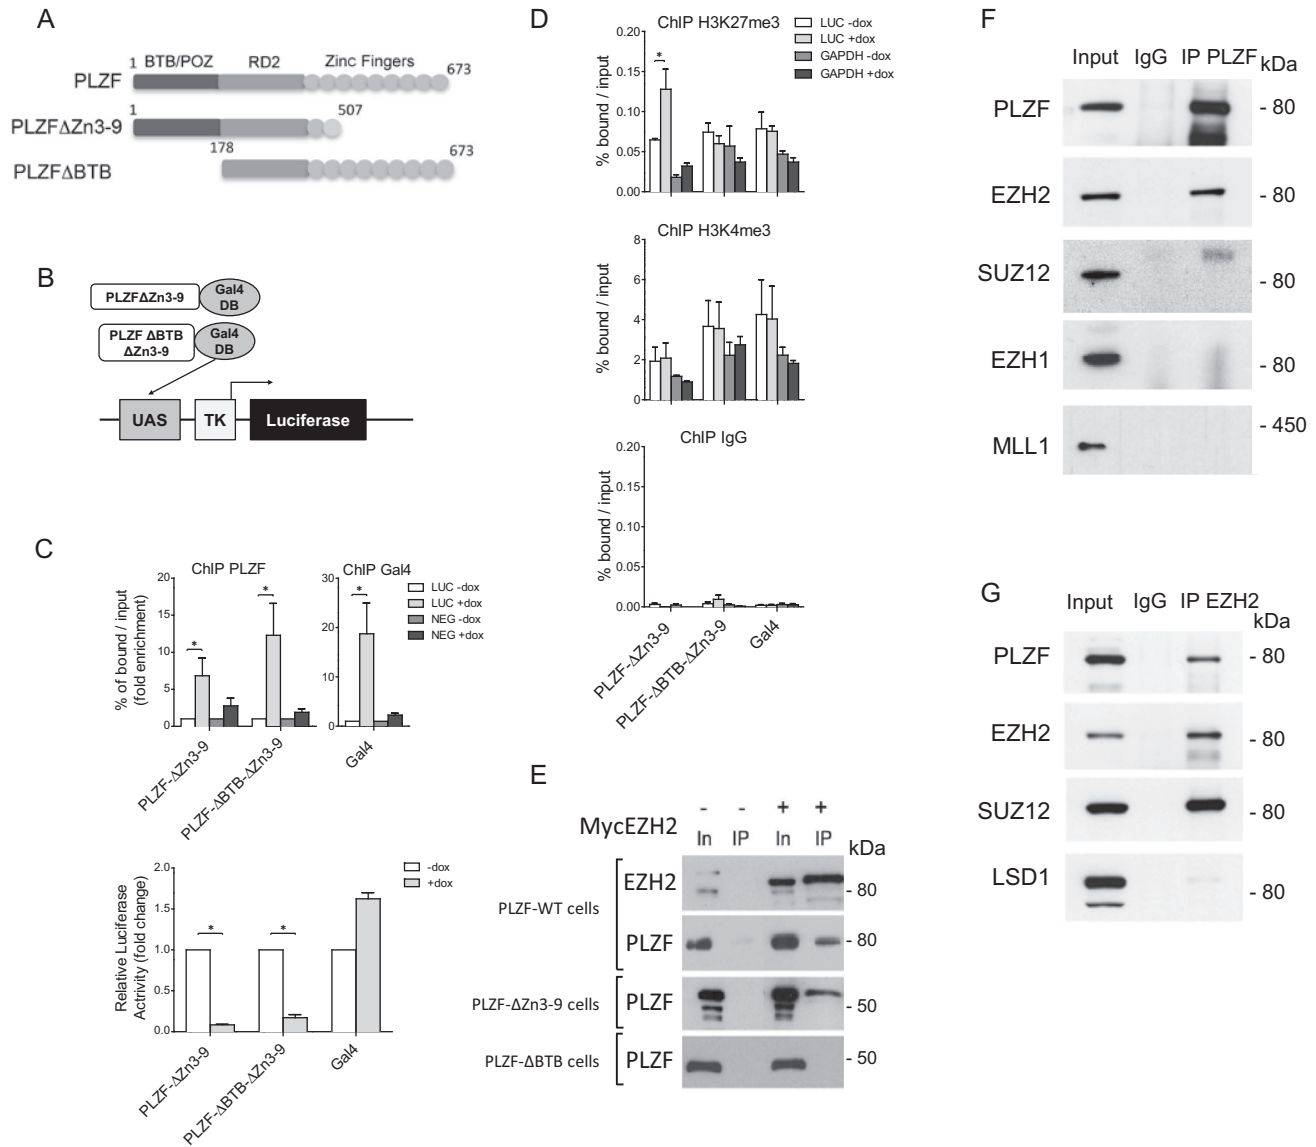 A
1 BTB/POZ RD2 Zinc Fingers 673
PLZF
1 507
PLZFΔZn3-9
178 673
PLZFΔBTB
B
PLZFΔZn3-9 Gal4 DB
PLZF ΔBTB ΔZn3-9 Gal4 DB
UAS TK Luciferase
C
ChIP PLZF ChIP Gal4
% of bound / input
(fold enrichment)
20
15
10
5
0
30
20
10
0
* * *
LUC -dox
LUC +dox
NEG -dox
NEG +dox
PLZF-ΔZn3-9
PLZF-ΔBTB-ΔZn3-9
Gal4
Relative Luciferase
Activity (fold change)
2.0
1.5
1.0
0.5
0.0
* *
-dox
+dox
PLZF-ΔZn3-9
PLZF-ΔBTB-ΔZn3-9
Gal4
D
ChIP H3K27me3
LUC -dox
LUC +dox
GAPDH -dox
GAPDH +dox
% bound / input
0.20
0.15
0.10
0.05
0.00
*
ChIP H3K4me3
% bound / input
8
6
4
2
0
ChIP IgG
% bound / input
0.20
0.15
0.10
0.05
0.00
PLZF-ΔZn3-9
PLZF-ΔBTB-ΔZn3-9
Gal4
E
MycEZH2 - - + +
In IP In IP kDa
PLZF-WT cells EZH2 - 80
PLZF - 80
PLZF-ΔZn3-9 cells PLZF - 50
PLZF-ΔBTB cells PLZF - 50
F
Input IgG IP PLZF kDa
PLZF - 80
EZH2 - 80
SUZ12 - 80
EZH1 - 80
MLL1 - 450
G
Input IgG IP EZH2
kDa
PLZF - 80
EZH2 - 80
SUZ12 - 80
LSD1 - 80